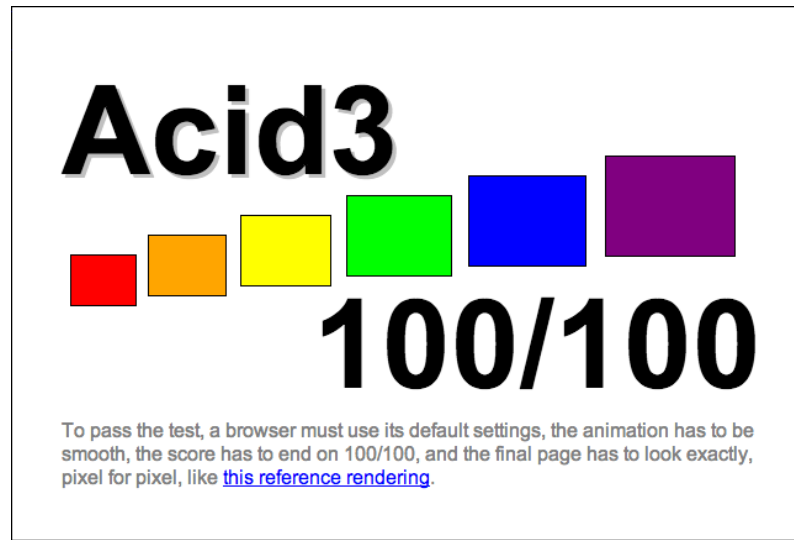 Acid3
100/100
To pass the test, a browser must use its default settings, the animation has to be
smooth, the score has to end on 100/100, and the final page has to look exactly,
pixel for pixel, like this reference rendering.